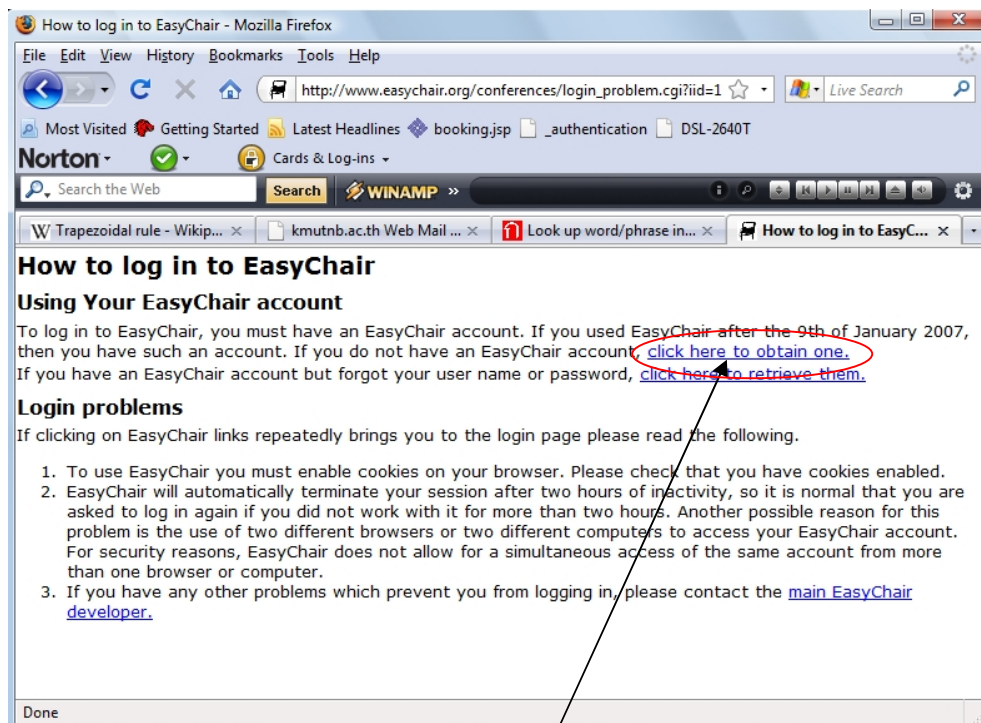 How to log in to EasyChair - Mozilla Firefox
File Edit View History Bookmarks Tools Help
http://www.easychair.org/conferences/login_problem.cgi?iid=1 Live Search
Most Visited Getting Started Latest Headlines booking.jsp _authentication DSL-2640T
Norton Cards & Log-ins
Search the Web Search WINAMP »
W Trapezoidal rule - Wikip... kmutnb.ac.th Web Mail ... Look up word/phrase in... How to log in to EasyC...
How to log in to EasyChair
Using Your EasyChair account
To log in to EasyChair, you must have an EasyChair account. If you used EasyChair after the 9th of January 2007,
then you have such an account. If you do not have an EasyChair account, click here to obtain one.
If you have an EasyChair account but forgot your user name or password, click here to retrieve them.
Login problems
If clicking on EasyChair links repeatedly brings you to the login page please read the following.
1. To use EasyChair you must enable cookies on your browser. Please check that you have cookies enabled.
2. EasyChair will automatically terminate your session after two hours of inactivity, so it is normal that you are
asked to log in again if you did not work with it for more than two hours. Another possible reason for this
problem is the use of two different browsers or two different computers to access your EasyChair account.
For security reasons, EasyChair does not allow for a simultaneous access of the same account from more
than one browser or computer.
3. If you have any other problems which prevent you from logging in, please contact the main EasyChair
developer.
Done